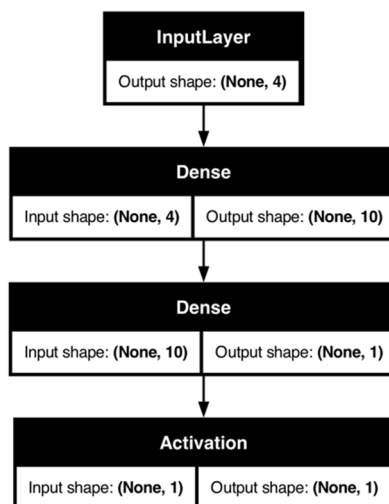 InputLayer
Output shape: (None, 4)
Dense
Input shape: (None, 4) Output shape: (None, 10)
Dense
Input shape: (None, 10) Output shape: (None, 1)
Activation
Input shape: (None, 1) Output shape: (None, 1)